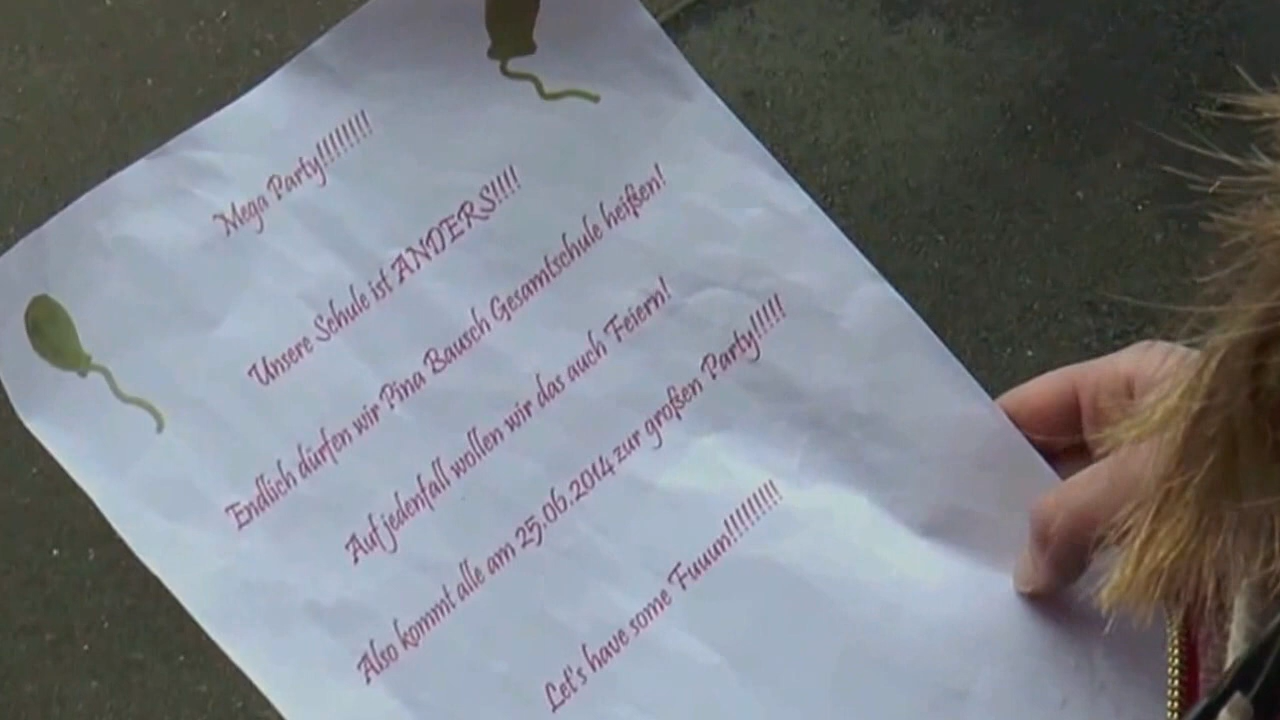 Mega Party!!!!!!!!!
Unsere Schule ist ANDERS!!!!
Endlich dürfen wir Pina Bausch Gesamtschule heißen!
Auf jedenfall wollen wir das auch Feiern!
Also kommt alle am 25.06.2014 zur großen Party!!!!!
Let's have some Fuuun!!!!!!!!!